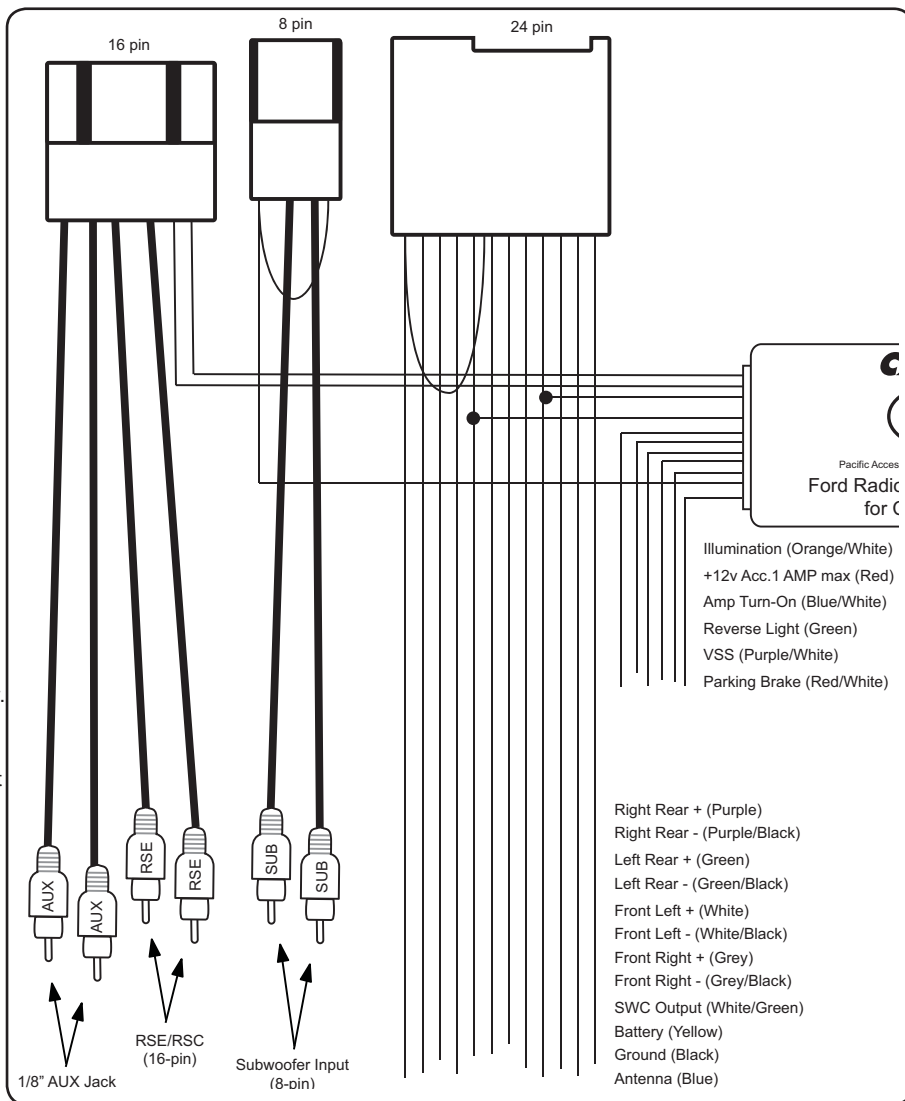 16 pin
8 pin
24 pin
Pacific Acces
Ford Radio
for
Illumination (Orange/White)
+12v Acc.1 AMP max (Red)
Amp Turn-On (Blue/White)
Reverse Light (Green)
VSS (Purple/White)
Parking Brake (Red/White)
Right Rear + (Purple)
Right Rear - (Purple/Black)
Left Rear + (Green)
Left Rear - (Green/Black)
Front Left + (White)
Front Left - (White/Black)
Front Right + (Grey)
Front Right - (Grey/Black)
SWC Output (White/Green)
Battery (Yellow)
Ground (Black)
Antenna (Blue)
AUX
AUX
RSE
RSE
SUB
SUB
1/8" AUX Jack
RSE/RSC
(16-pin)
Subwoofer Input
(8-pin)